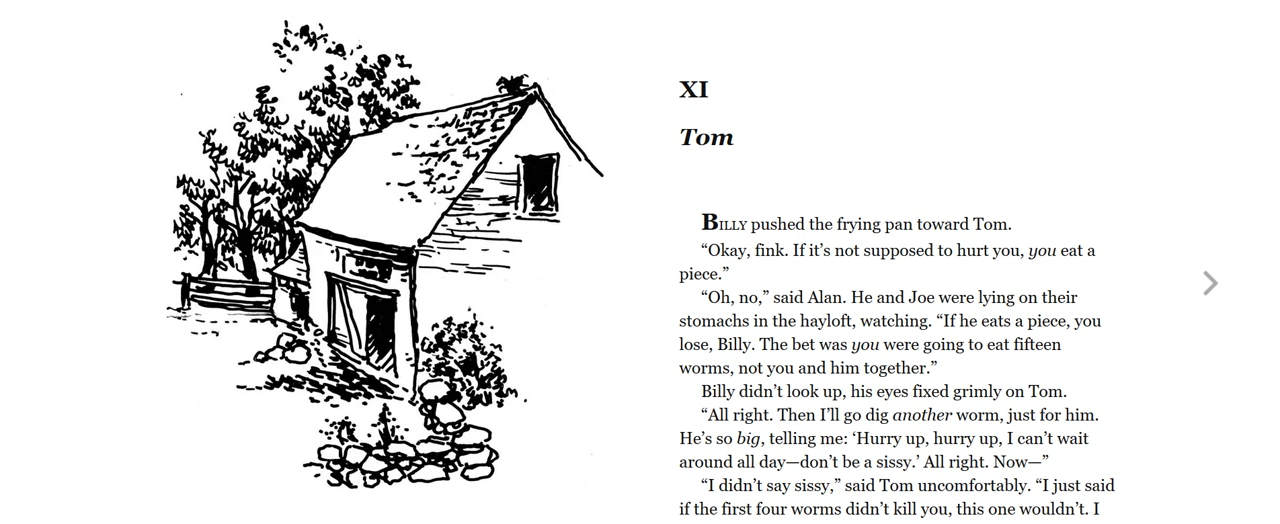 XI
Tom
BILLY pushed the frying pan toward Tom.
“Okay, fink. If it’s not supposed to hurt you, you eat a
piece.”
“Oh, no,” said Alan. He and Joe were lying on their
stomachs in the hayloft, watching. “If he eats a piece, you
lose, Billy. The bet was you were going to eat fifteen
worms, not you and him together.”
Billy didn’t look up, his eyes fixed grimly on Tom.
“All right. Then I’ll go dig another worm, just for him.
He’s so big, telling me: ‘Hurry up, hurry up, I can’t wait
around all day—don’t be a sissy.’ All right. Now—”
“I didn’t say sissy,” said Tom uncomfortably. “I just said
if the first four worms didn’t kill you, this one wouldn’t. I